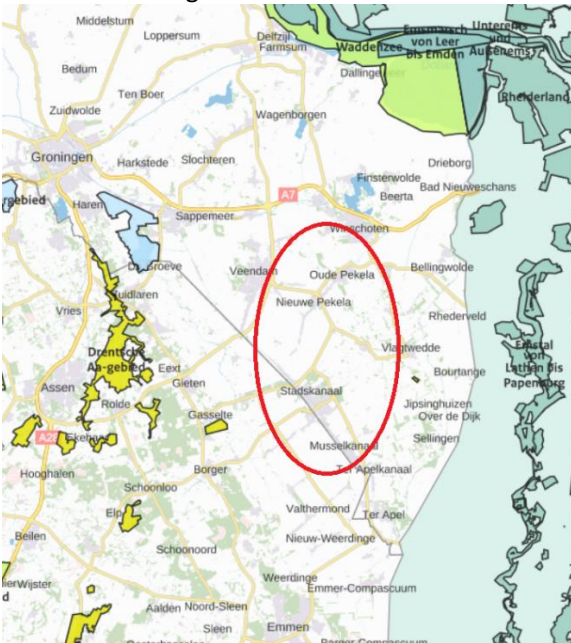 Middelstum
Loppersum
Delfzijl
Farmsum
Emsmarsch
von Leer
bis Emden
Unterems
und
Außenems
Waddenzee
Bedum
Ten Boer
Rheiderland
Zuidwolde
Wagenborgen
Groningen
Harkstede
Slochteren
Drieborg
Finsterwolde
Beerta
Bad Nieuweschans
A7
Haren
Sappemeer
Winschoten
De Groeve
Veendam
Oude Pekela
Bellingwolde
Zuidlaren
Nieuwe Pekela
Vries
Rhederveld
Drentsche
Aa-gebied
Vlagtwedde
Emstal
von
Lathen bis
Papenburg
Eext
Bourtange
Assen
Gieten
Rolde
Stadskanaal
Jipsinghuizen
Over de Dijk
Gasselte
A28
Ekehaar
Sellingen
Musselkanaal
Hooghalen
Borger
Ter Apelkanaal
Schoonloo
Elp
Valthermond
Ter Apel
Beilen
Nieuw-Weerdinge
Schoonoord
Wijster
Weerdinge
Emmer-Compascuum
Aalden
Noord-Sleen
Sleen
Emmen